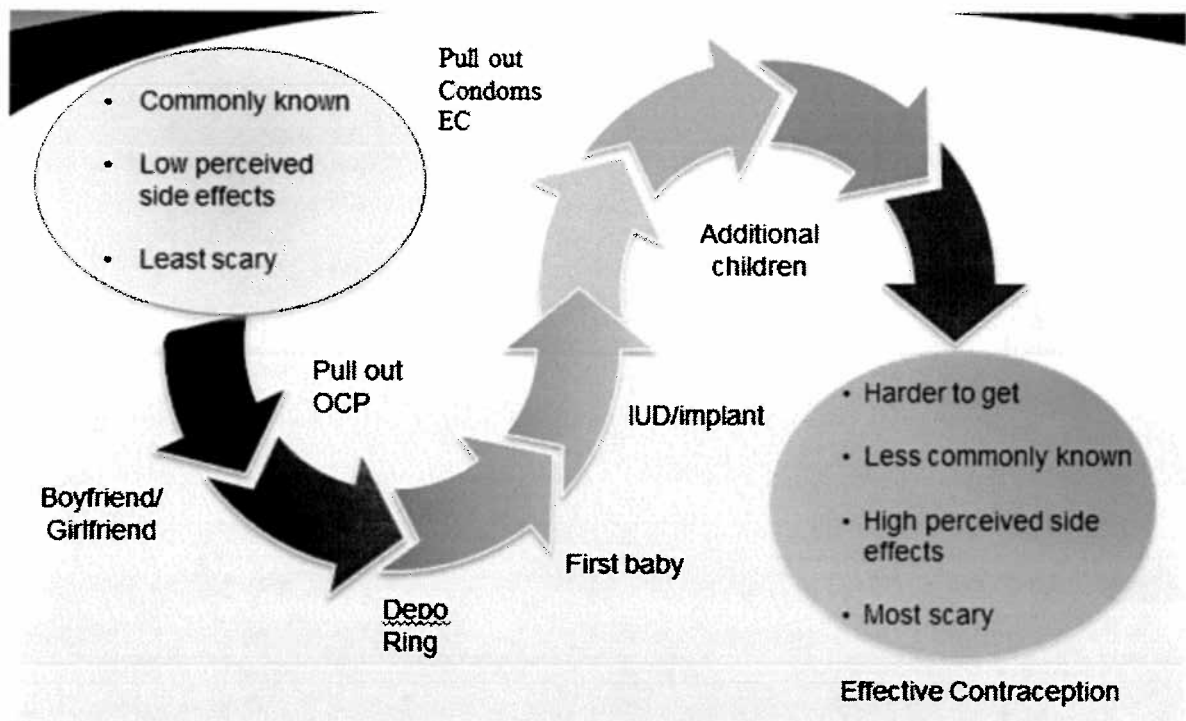 • Commonly known
• Low perceived
side effects
• Least scary
Pull out
Condoms
EC
Pull out
OCP
Boyfriend/
Girlfriend
Depo
Ring
First baby
IUD/implant
Additional
children
• Harder to get
• Less commonly known
• High perceived side
effects
• Most scary
Effective Contraception